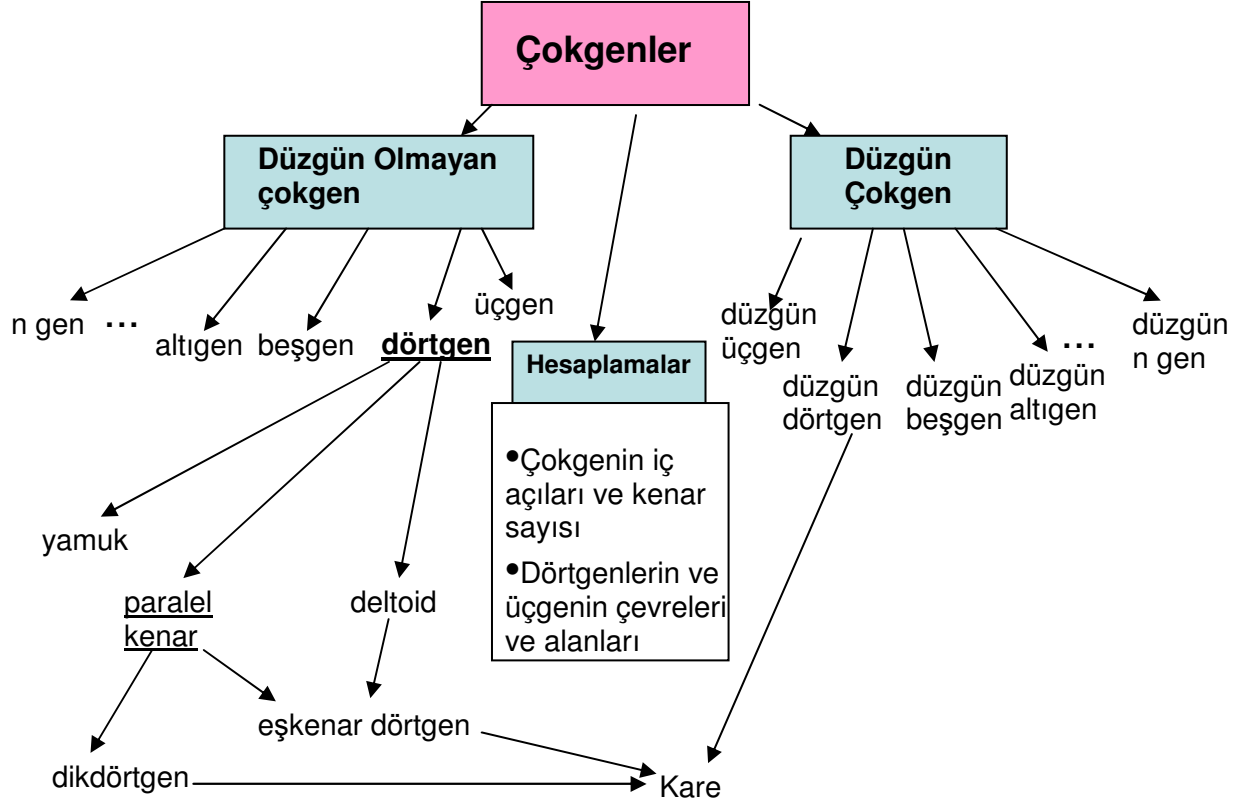 Çokgenler
Düzgün Olmayan
çokgen
Düzgün
Çokgen
n gen
...
altıgen
beşgen
dörtgen
üçgen
düzgün
üçgen
düzgün
dörtgen
düzgün
beşgen
...
düzgün
altıgen
düzgün
n gen
Hesaplamalar
•Çokgenin iç
açıları ve kenar
sayısı
•Dörtgenlerin ve
üçgenin çevreleri
ve alanları
yamuk
paralel
kenar
deltoid
eşkenar dörtgen
dikdörtgen
Kare